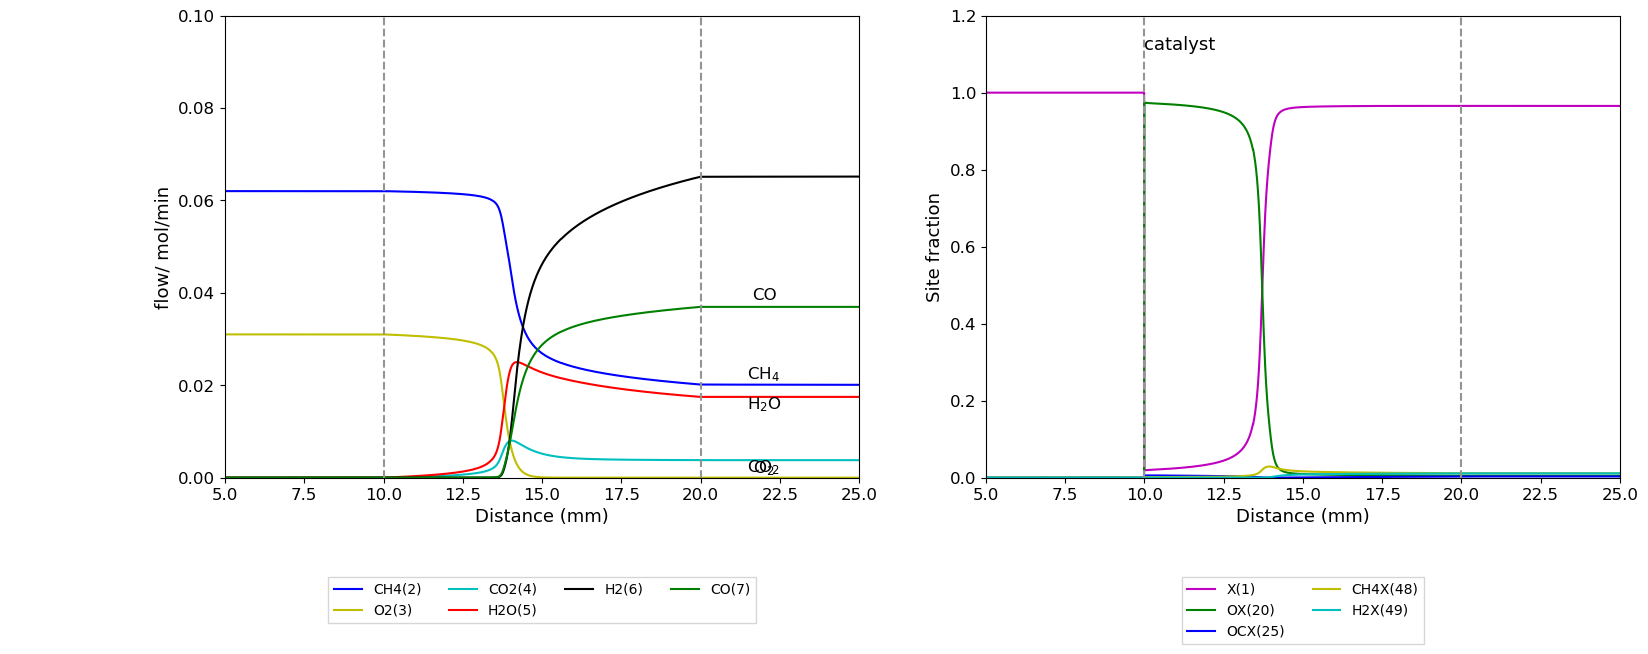 0.10
0.08
0.06
0.04
0.02
0.00
flow/ mol/min
CO
CH₄
H₂O
CO₂
O₂
5.0 7.5 10.0 12.5 15.0 17.5 20.0 22.5 25.0
Distance (mm)
CH4(2) CO2(4) H2(6) CO(7)
O2(3) H2O(5)
1.2
1.0
0.8
0.6
0.4
0.2
0.0
Site fraction
catalyst
5.0 7.5 10.0 12.5 15.0 17.5 20.0 22.5 25.0
Distance (mm)
X(1) CH4X(48)
OX(20) H2X(49)
OCX(25)